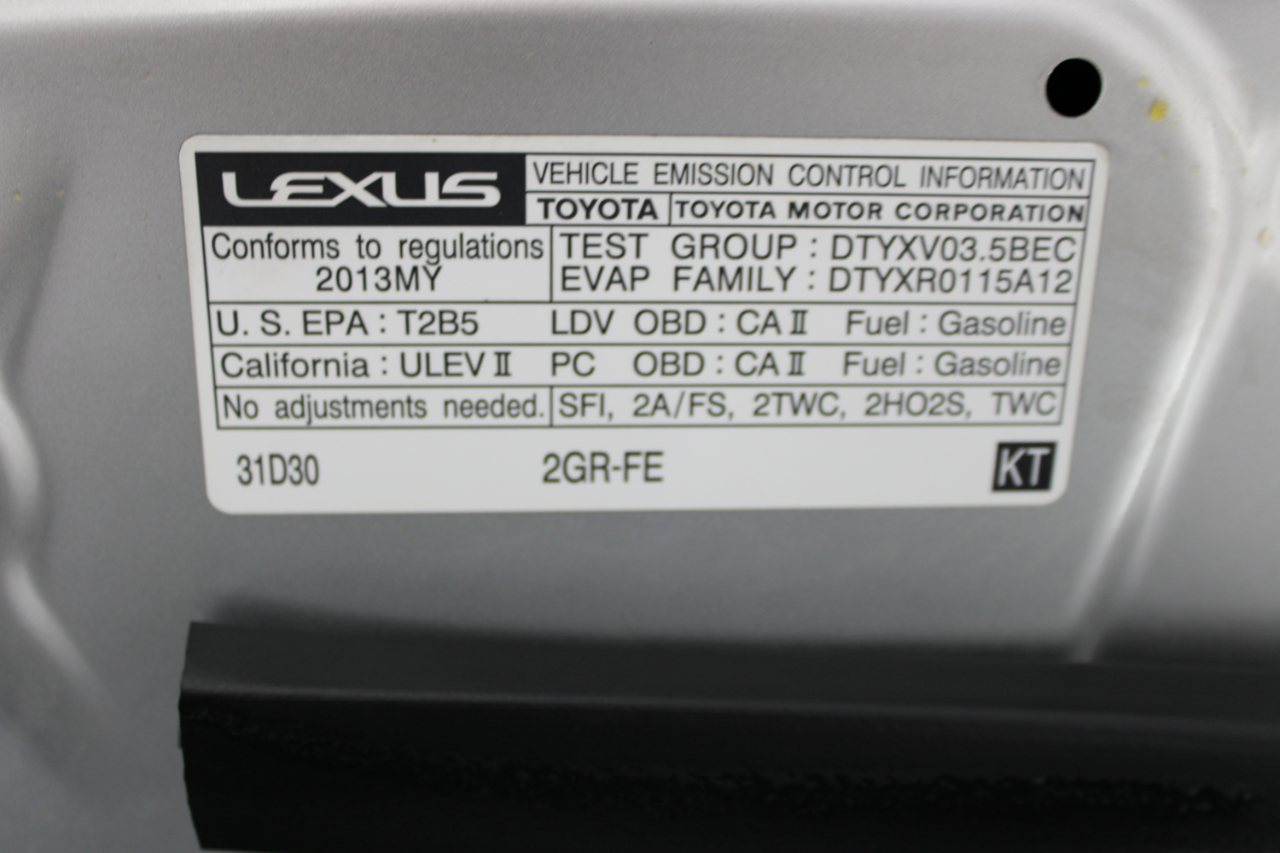 LEXUS
VEHICLE EMISSION CONTROL INFORMATION
TOYOTA TOYOTA MOTOR CORPORATION
Conforms to regulations
2013MY
TEST GROUP : DTYXV03.5BEC
EVAP FAMILY : DTYXR0115A12
U. S. EPA : T2B5 LDV OBD : CA II Fuel : Gasoline
California : ULEV II PC OBD : CA II Fuel : Gasoline
No adjustments needed. SFI, 2A/FS, 2TWC, 2HO2S, TWC
31D30 2GR-FE KT